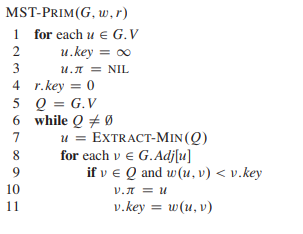 MST-PRIM(G, w, r)
1 for each u ∈ G.V
2 u.key = ∞
3 u.π = NIL
4 r.key = 0
5 Q = G.V
6 while Q ≠ ∅
7 u = EXTRACT-MIN(Q)
8 for each v ∈ G.Adj[u]
9 if v ∈ Q and w(u, v) < v.key
10 v.π = u
11 v.key = w(u, v)